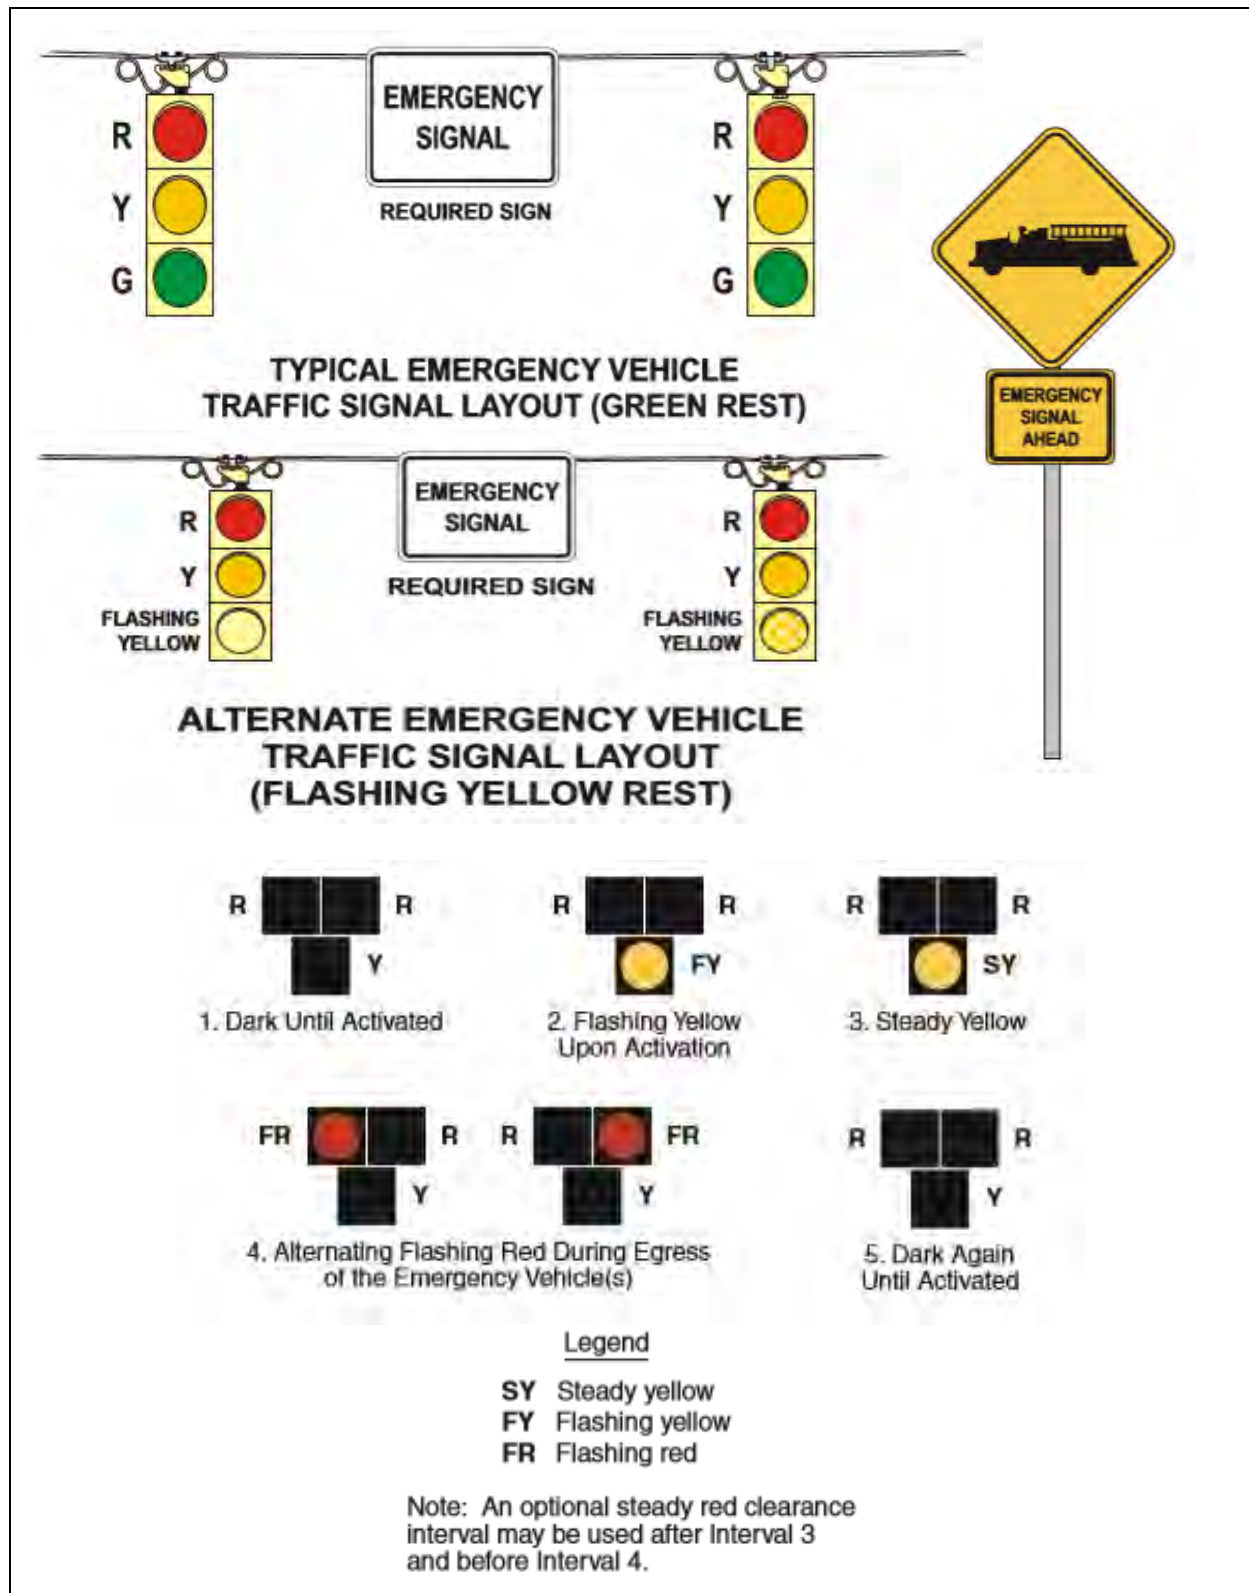 R
Y
G
EMERGENCY
SIGNAL
REQUIRED SIGN
R
Y
G
TYPICAL EMERGENCY VEHICLE
TRAFFIC SIGNAL LAYOUT (GREEN REST)
EMERGENCY
SIGNAL
AHEAD
R
Y
FLASHING
YELLOW
EMERGENCY
SIGNAL
REQUIRED SIGN
R
Y
FLASHING
YELLOW
ALTERNATE EMERGENCY VEHICLE
TRAFFIC SIGNAL LAYOUT
(FLASHING YELLOW REST)
R R
Y
1. Dark Until Activated
R R
FY
2. Flashing Yellow
Upon Activation
R R
SY
3. Steady Yellow
FR R
Y
R FR
Y
4. Alternating Flashing Red During Egress
of the Emergency Vehicle(s)
R R
Y
5. Dark Again
Until Activated
Legend
SY Steady yellow
FY Flashing yellow
FR Flashing red
Note: An optional steady red clearance
interval may be used after Interval 3
and before Interval 4.